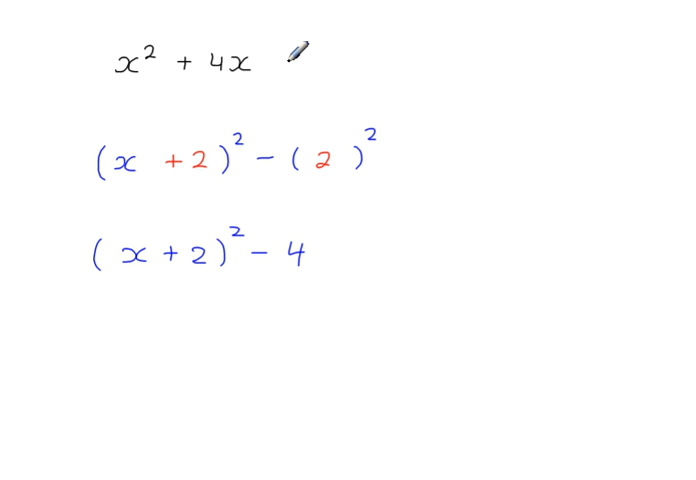 x² + 4x
(x + 2)² − (2)²
(x + 2)² − 4